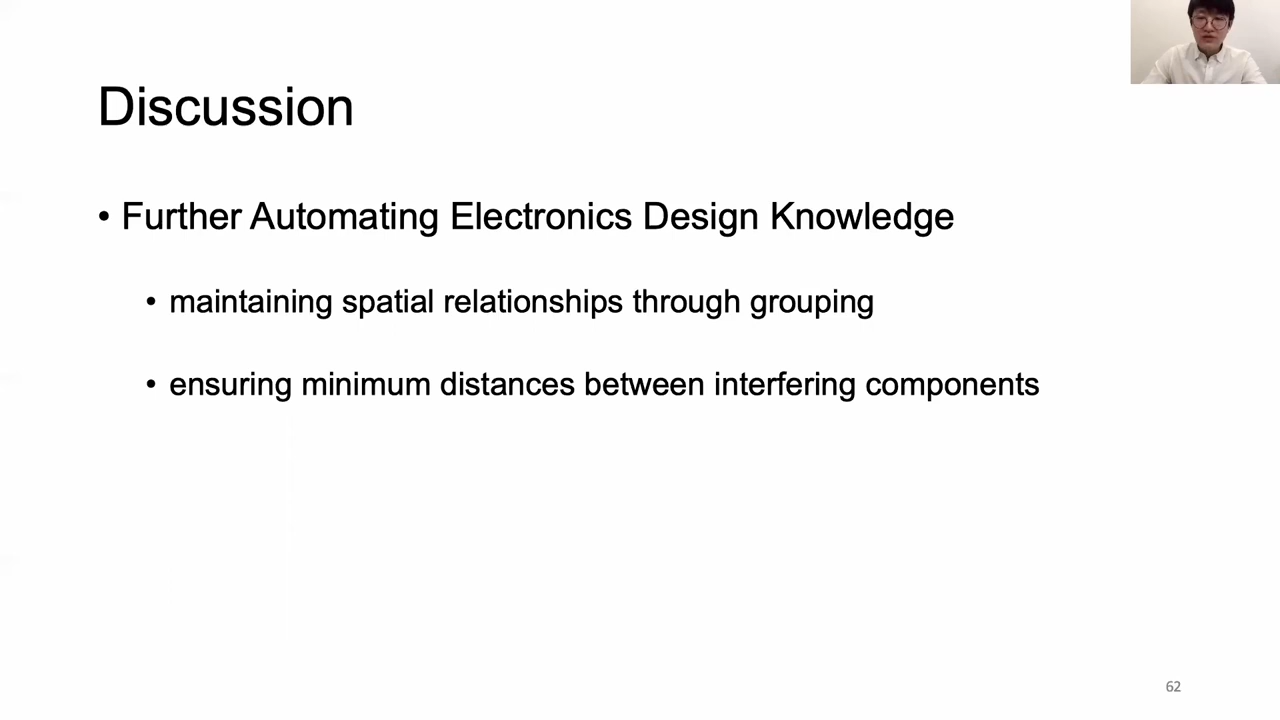 Discussion
• Further Automating Electronics Design Knowledge
• maintaining spatial relationships through grouping
• ensuring minimum distances between interfering components
62